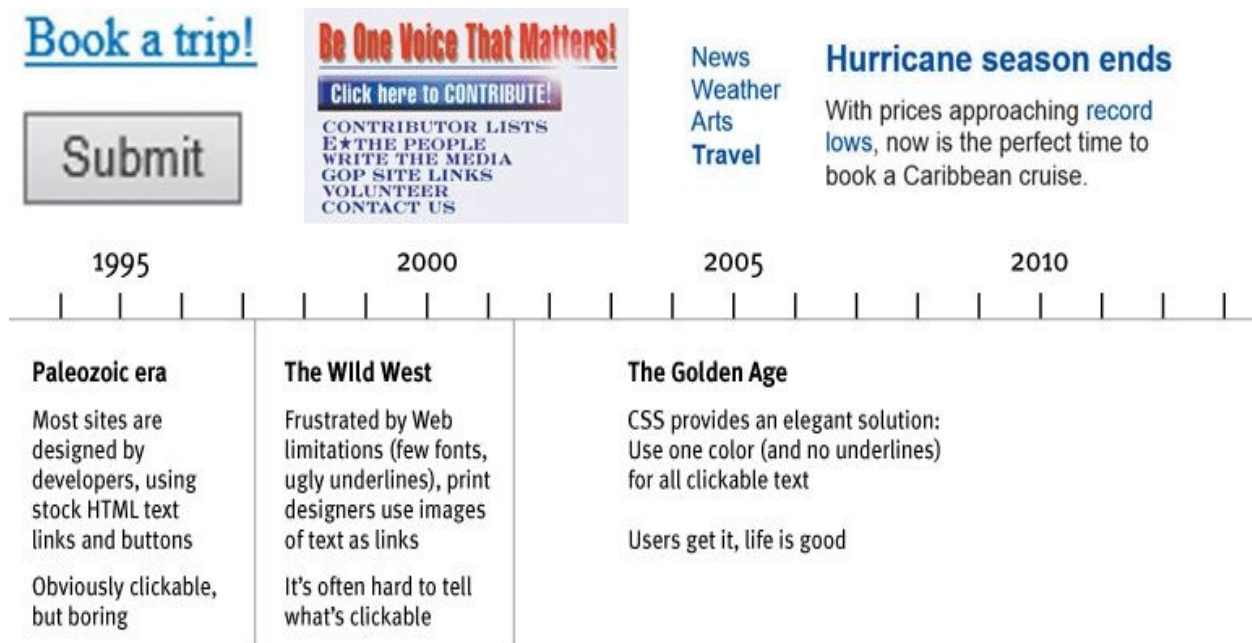 Book a trip!
Submit
Be One Voice That Matters!
Click here to CONTRIBUTE!
CONTRIBUTOR LISTS
E★THE PEOPLE
WRITE THE MEDIA
GOP SITE LINKS
VOLUNTEER
CONTACT US
News
Weather
Arts
Travel
Hurricane season ends
With prices approaching record
lows, now is the perfect time to
book a Caribbean cruise.
1995
2000
2005
2010
Paleozoic era
Most sites are
designed by
developers, using
stock HTML text
links and buttons
Obviously clickable,
but boring
The WIld West
Frustrated by Web
limitations (few fonts,
ugly underlines), print
designers use images
of text as links
It's often hard to tell
what's clickable
The Golden Age
CSS provides an elegant solution:
Use one color (and no underlines)
for all clickable text
Users get it, life is good